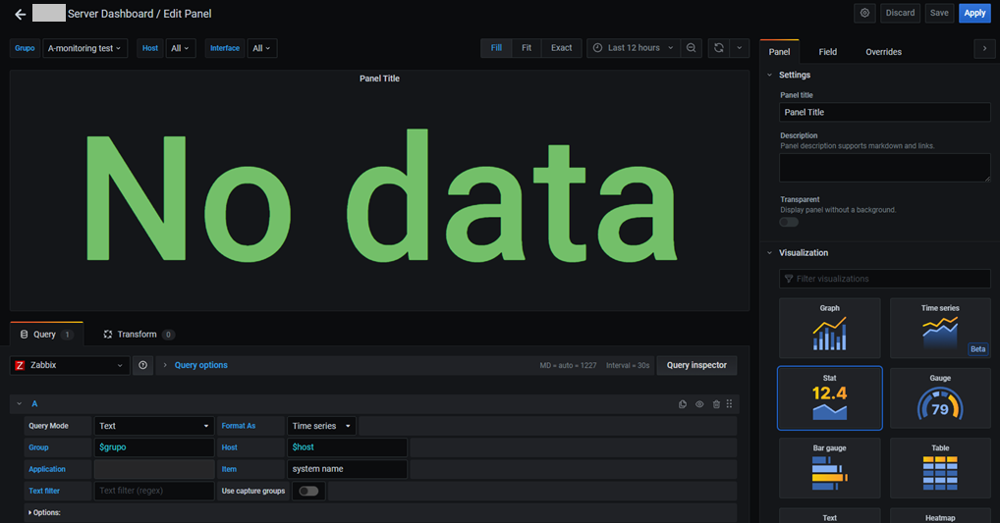 Server Dashboard / Edit Panel
Discard
Save
Apply
Grupo
A-monitoring test
Host
All
Interface
All
Fill
Fit
Exact
Last 12 hours
Panel Title
No data
Panel
Field
Overrides
Settings
Panel title
Panel Title
Description
Panel description supports markdown and links.
Transparent
Display panel without a background.
Visualization
Filter visualizations
Graph
Time series
Beta
Stat
12.4
Gauge
79
Bar gauge
Table
Text
Heatmap
Query 1
Transform 0
Z
Zabbix
Query options
MD = auto = 1227
Interval = 30s
Query inspector
A
Query Mode
Text
Format As
Time series
Group
$grupo
Host
$host
Application
Item
system name
Text filter
Text filter (regex)
Use capture groups
Options: